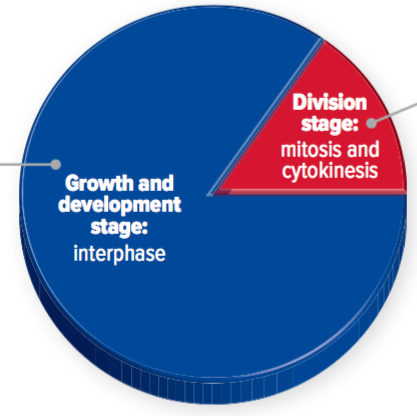 Division
stage:
mitosis and
cytokinesis
Growth and
development
stage:
interphase